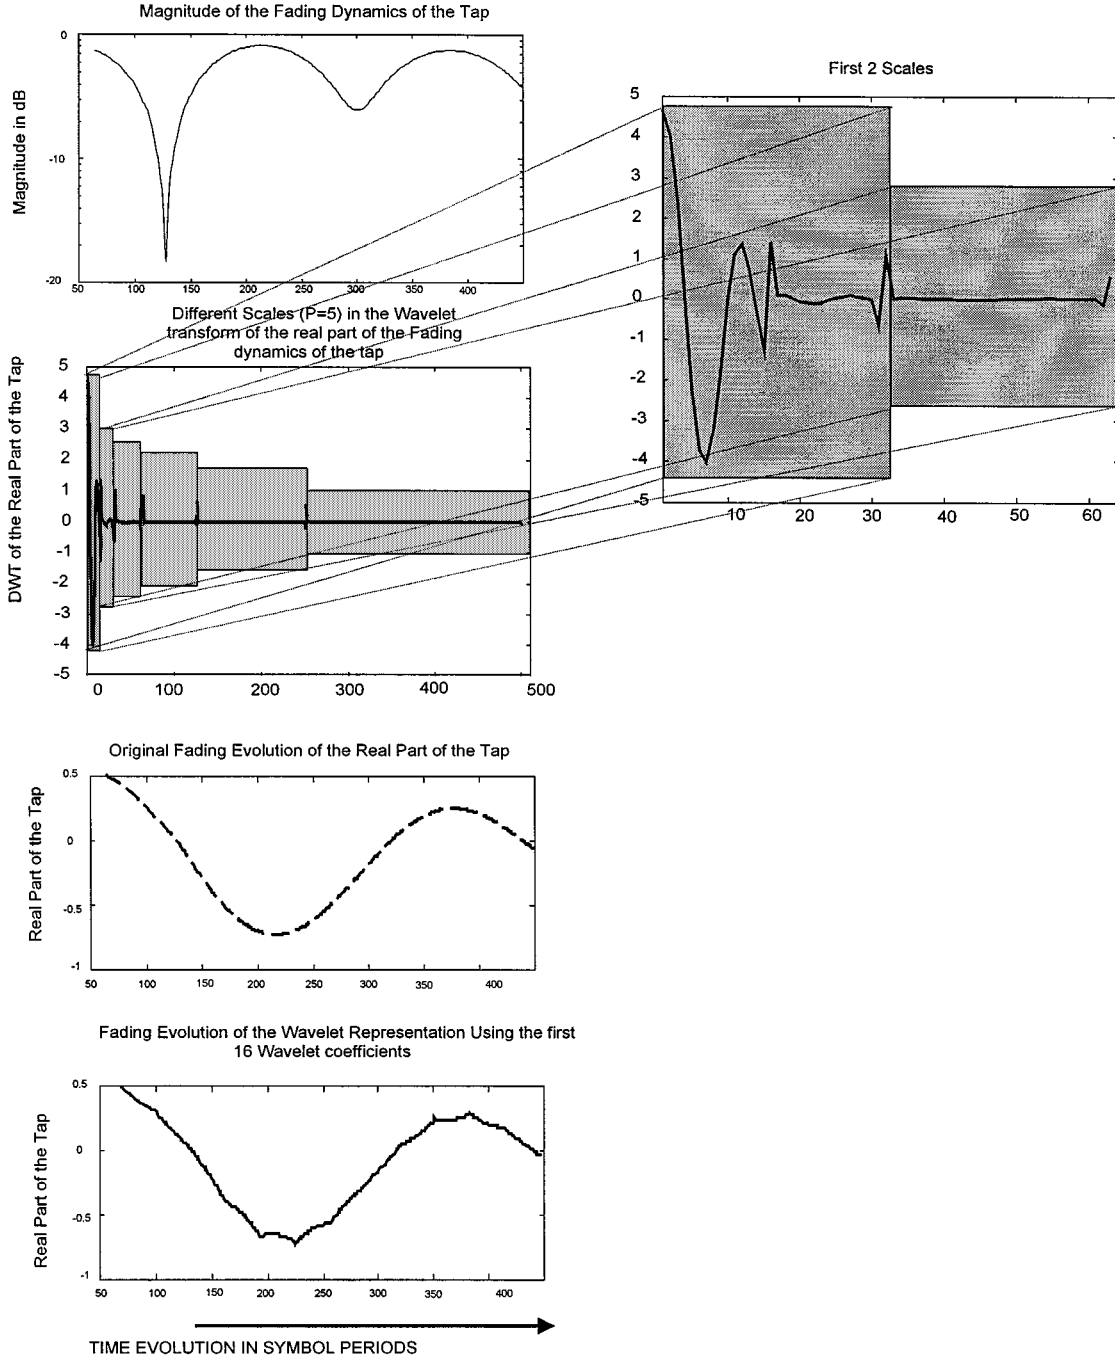 Magnitude of the Fading Dynamics of the Tap
Magnitude in dB
0
-10
-20
50 100 150 200 250 300 350 400
First 2 Scales
5
4
3
2
1
0
-1
-2
-3
-4
-5
10 20 30 40 50 60
Different Scales (P=5) in the Wavelet
transform of the real part of the Fading
dynamics of the tap
DWT of the Real Part of the Tap
5
4
3
2
1
0
-1
-2
-3
-4
-5
0 100 200 300 400 500
Original Fading Evolution of the Real Part of the Tap
Real Part of the Tap
0.5
0
-0.5
-1
50 100 150 200 250 300 350 400
Fading Evolution of the Wavelet Representation Using the first
16 Wavelet coefficients
Real Part of the Tap
0.5
0
-0.5
-1
50 100 150 200 250 300 350 400
TIME EVOLUTION IN SYMBOL PERIODS